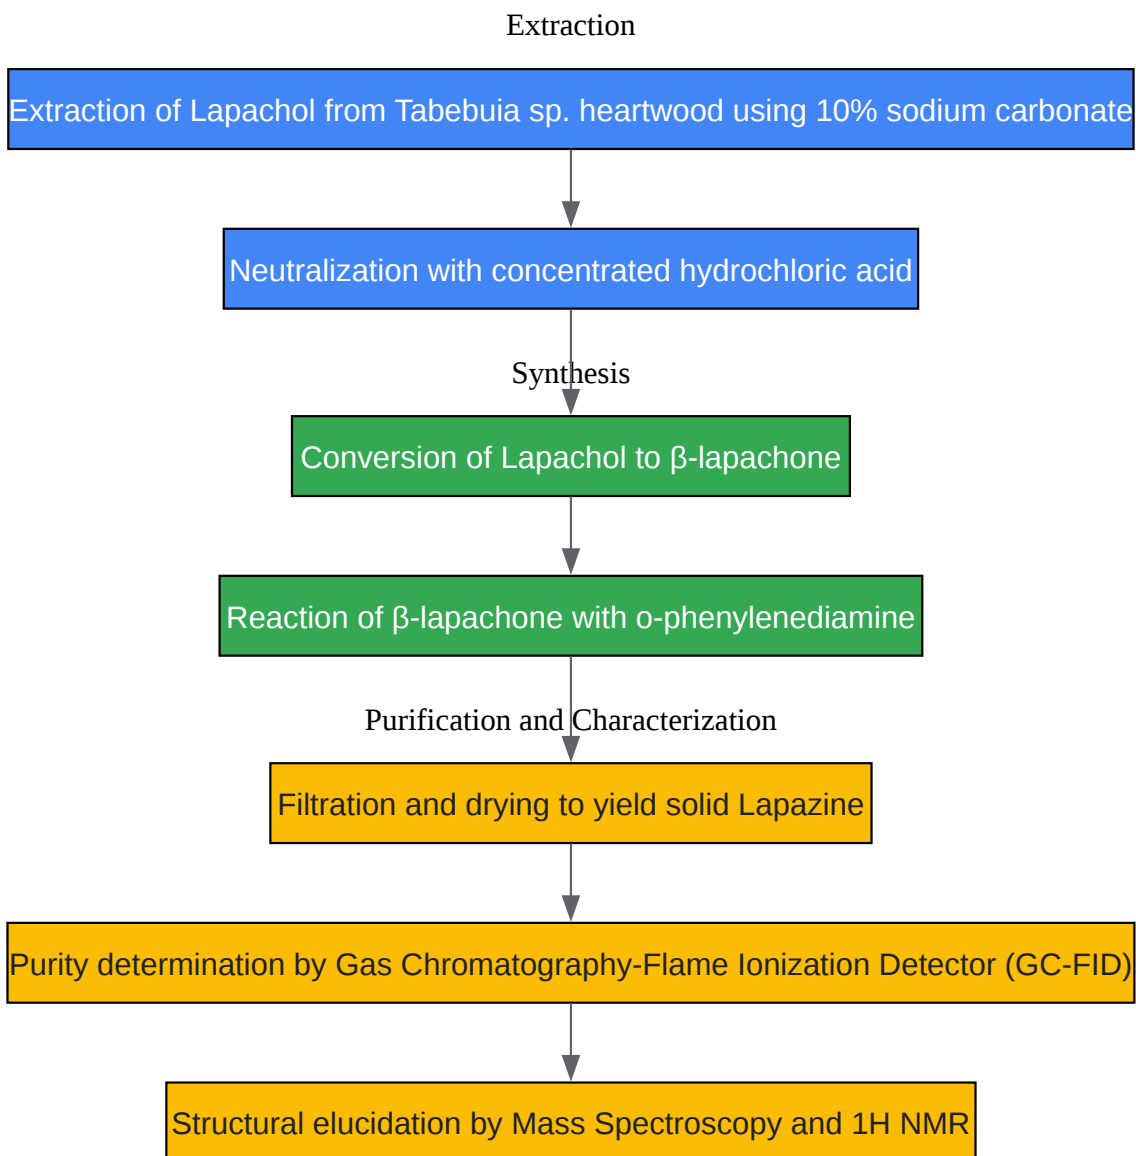 Extraction
Extraction of Lapachol from Tabebuia sp. heartwood using 10% sodium carbonate
Neutralization with concentrated hydrochloric acid
Synthesis
Conversion of Lapachol to β-lapachone
Reaction of β-lapachone with o-phenylenediamine
Purification and Characterization
Filtration and drying to yield solid Lapazine
Purity determination by Gas Chromatography-Flame Ionization Detector (GC-FID)
Structural elucidation by Mass Spectroscopy and 1H NMR